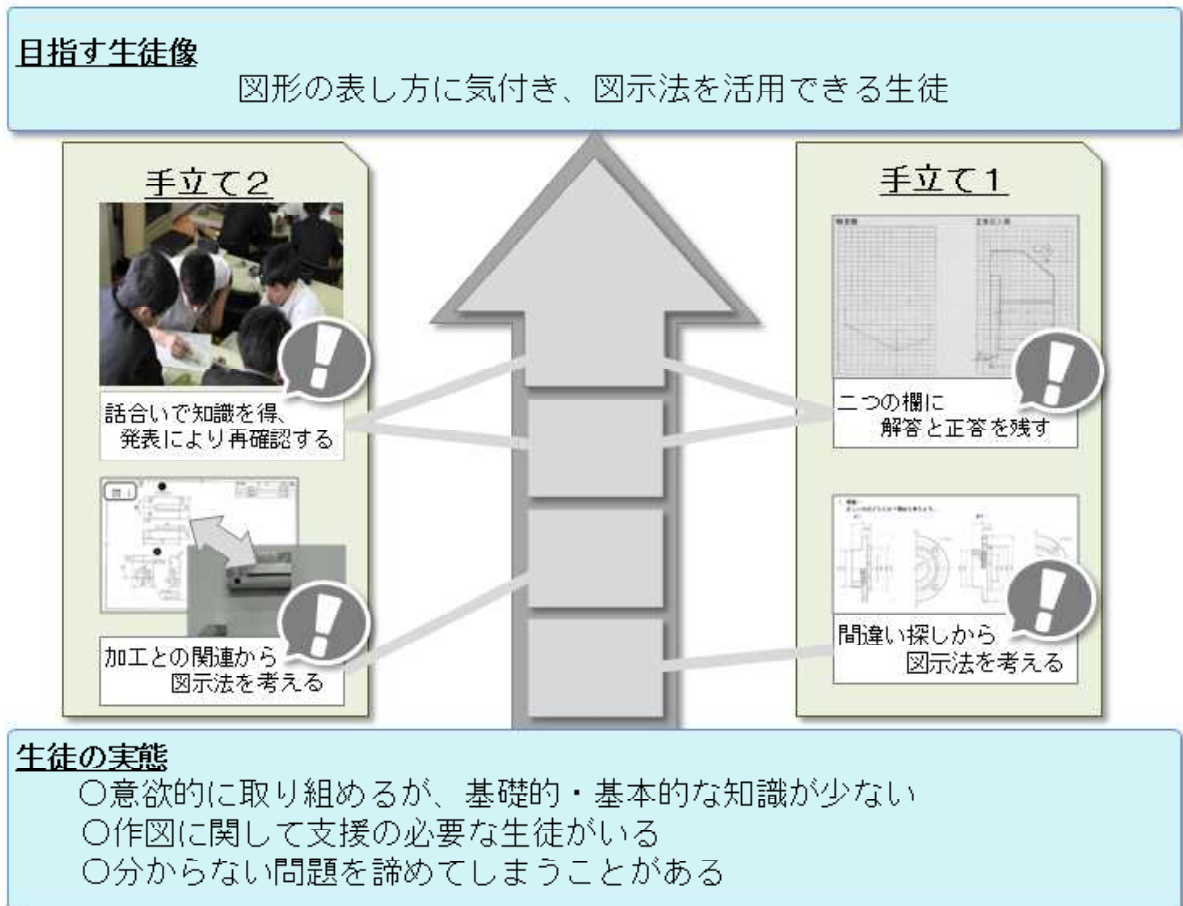 目指す生徒像
図形の表し方に気付き、図示法を活用できる生徒
手立て２
話合いで知識を得、
発表により再確認する
加工との関連から
図示法を考える
手立て１
二つの欄に
解答と正答を残す
間違い探しから
図示法を考える
生徒の実態
○意欲的に取り組めるが、基礎的・基本的な知識が少ない
○作図に関して支援の必要な生徒がいる
○分からない問題を諦めてしまうことがある